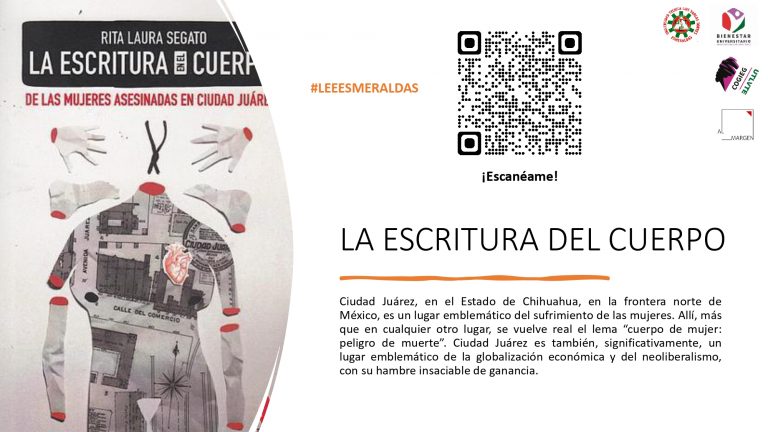 RITA LAURA SEGATO
LA ESCRITURA EN EL CUERP
DE LAS MUJERES ASESINADAS EN CIUDAD JUÁRE
AVENIDA
JUÁREZ
CIUDAD JUÁR
CALLE DEL COMERCIO
#LEEESMERALDAS
¡Escanéame!
BIENESTAR
UNIVERSITARIO
COGIEG
UTLVTE
AL
MARGEN
LA ESCRITURA DEL CUERPO
Ciudad Juárez, en el Estado de Chihuahua, en la frontera norte de
México, es un lugar emblemático del sufrimiento de las mujeres. Allí, más
que en cualquier otro lugar, se vuelve real el lema “cuerpo de mujer:
peligro de muerte”. Ciudad Juárez es también, significativamente, un
lugar emblemático de la globalización económica y del neoliberalismo,
con su hambre insaciable de ganancia.